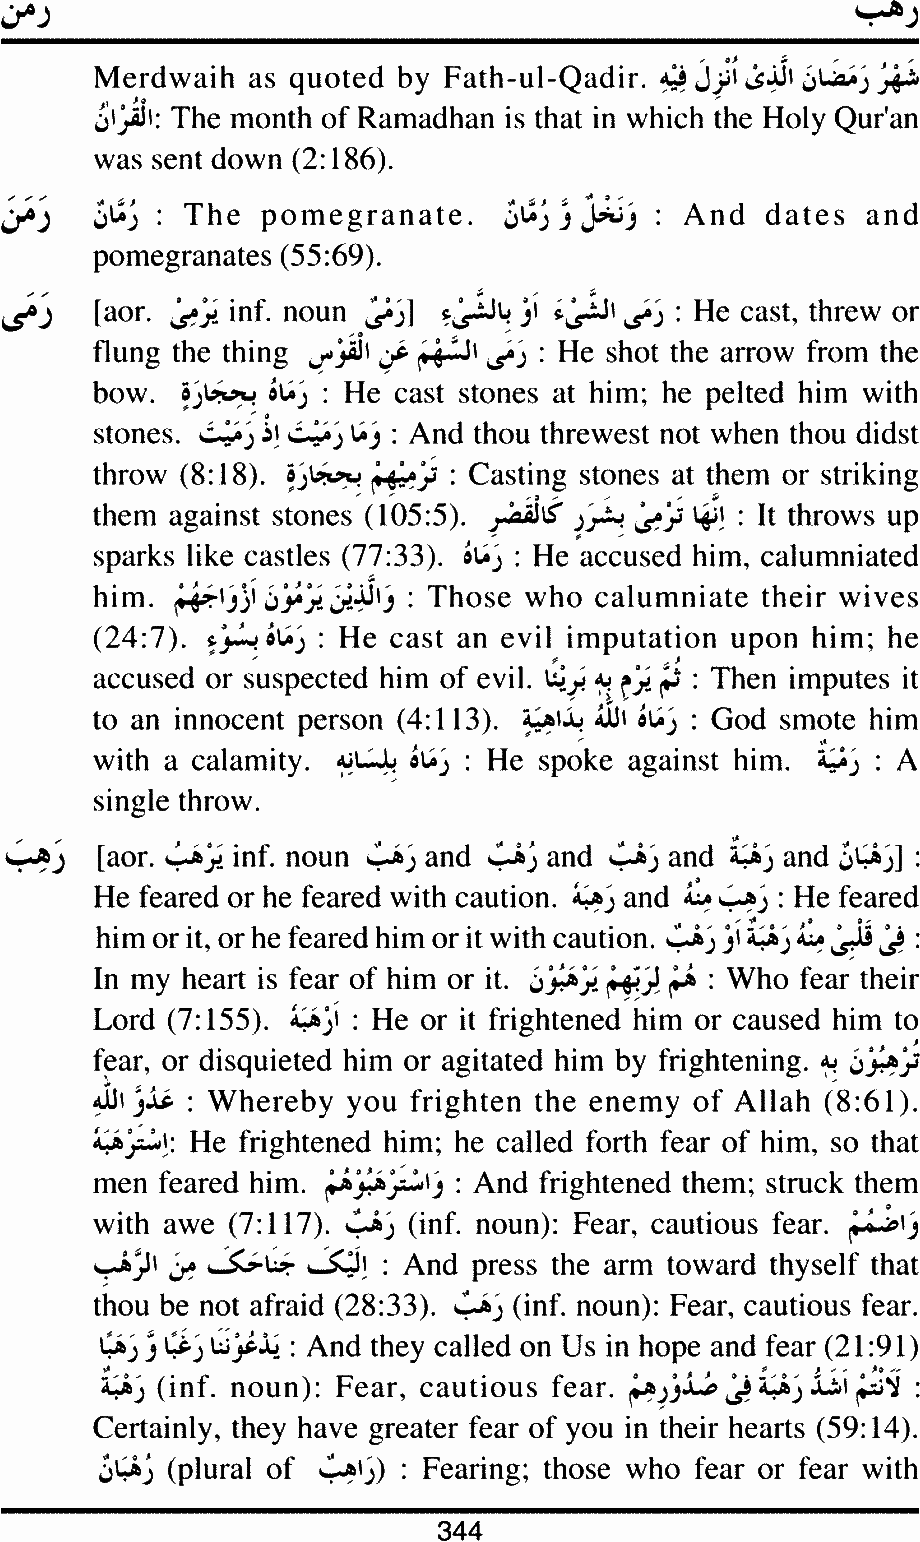 رمن رهب
Merdwaih as quoted by Fath-ul-Qadir. شَهْرُ رَمَضَانَ الَّذِىْ اُنْزِلَ فِيْهِ
الْقُرْاٰنُ: The month of Ramadhan is that in which the Holy Qur'an
was sent down (2:186).
رَمَنَ رُمَّانٌ : The pomegranate. وَنَخْلٌ وَّ رُمَّانٌ : And dates and
pomegranates (55:69).
رَمَى [aor. يَرْمِىْ inf. noun رَمْىٌ] رَمَى الشَّىْءَ اَوْ بِالشَّىْءِ : He cast, threw or
flung the thing رَمَى السَّهْمَ عَنِ الْقَوْسِ : He shot the arrow from the
bow. رَمَاهُ بِحِجَارَةٍ : He cast stones at him; he pelted him with
stones. وَمَا رَمَيْتَ اِذْ رَمَيْتَ : And thou threwest not when thou didst
throw (8:18). تَرْمِيْهِمْ بِحِجَارَةٍ : Casting stones at them or striking
them against stones (105:5). اِنَّهَا تَرْمِىْ بِشَرَرٍ كَالْقَصْرِ : It throws up
sparks like castles (77:33). رَمَاهُ : He accused him, calumniated
him. وَالَّذِيْنَ يَرْمُوْنَ اَزْوَاجَهُمْ : Those who calumniate their wives
(24:7). رَمَاهُ بِسُوْءٍ : He cast an evil imputation upon him; he
accused or suspected him of evil. ثُمَّ يَرْمِ بِهٖ بَرِيْئًا : Then imputes it
to an innocent person (4:113). رَمَاهُ اللّٰهُ بِدَاهِيَةٍ : God smote him
with a calamity. رَمَاهُ بِلِسَانِهٖ : He spoke against him. رَمْيَةٌ : A
single throw.
رَهِبَ [aor. يَرْهَبُ inf. noun رَهَبٌ and رُهْبٌ and رَهْبٌ and رَهْبَةٌ and رَهْبَانٌ] :
He feared or he feared with caution. رَهِبَهُ and رَهِبَ مِنْهُ : He feared
him or it, or he feared him or it with caution. فِىْ قَلْبِىْ مِنْهُ رَهْبَةٌ اَوْ رَهْبٌ :
In my heart is fear of him or it. هُمْ لِرَبِّهِمْ يَرْهَبُوْنَ : Who fear their
Lord (7:155). اَرْهَبَهُ : He or it frightened him or caused him to
fear, or disquieted him or agitated him by frightening. تُرْهِبُوْنَ بِهٖ
عَدُوَّ اللّٰهِ : Whereby you frighten the enemy of Allah (8:61).
اِسْتَرْهَبَهُ: He frightened him; he called forth fear of him, so that
men feared him. وَاسْتَرْهَبُوْهُمْ : And frightened them; struck them
with awe (7:117). رَهْبٌ (inf. noun): Fear, cautious fear. وَاضْمُمْ
اِلَيْكَ جَنَاحَكَ مِنَ الرَّهْبِ : And press the arm toward thyself that
thou be not afraid (28:33). رَهَبٌ (inf. noun): Fear, cautious fear.
يَدْعُوْنَنَا رَغَبًا وَّ رَهَبًا : And they called on Us in hope and fear (21:91)
رَهْبَةٌ (inf. noun): Fear, cautious fear. لَاَنْتُمْ اَشَدُّ رَهْبَةً فِىْ صُدُوْرِهِمْ :
Certainly, they have greater fear of you in their hearts (59:14).
رُهْبَانٌ (plural of رَاهِبٌ) : Fearing; those who fear or fear with
344